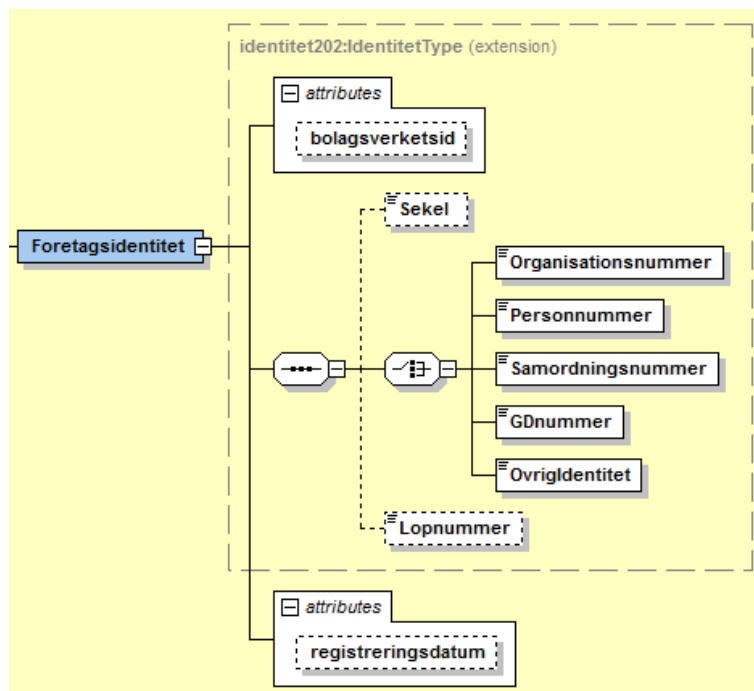 identitet202:IdentitetType (extension)
attributes
bolagsverketsid
Sekel
Foretagsidentitet
Organisationsnummer
Personnummer
Samordningsnummer
GDnummer
OvrigIdentitet
Lopnummer
attributes
registreringsdatum